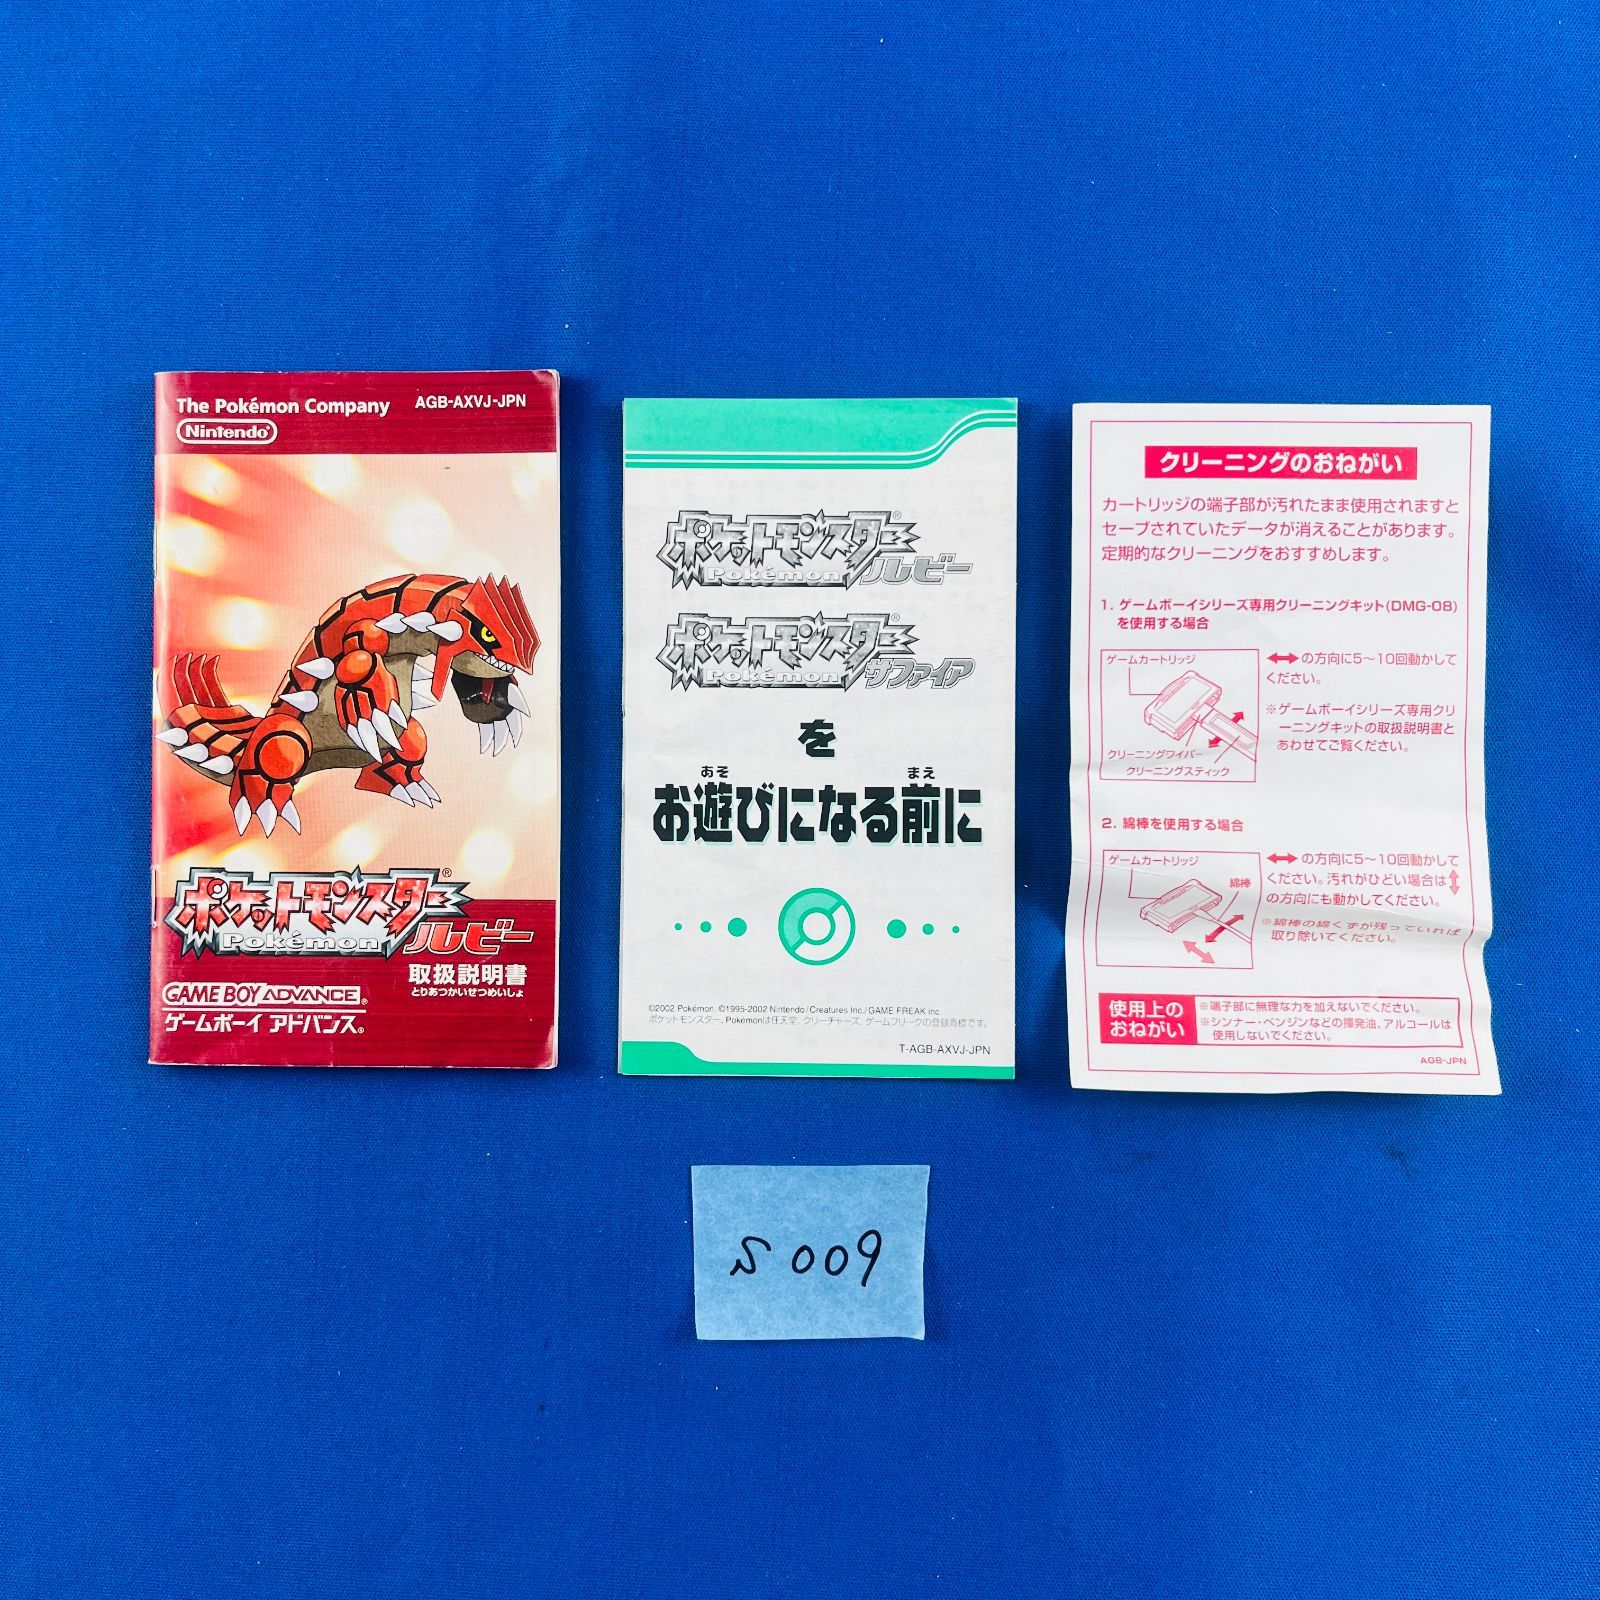 The Pokémon Company
AGB-AXVJ-JPN
Nintendo®
ポケットモンスター®
Pokémon ルビー
取扱説明書
とりあつかいせつめいしょ
GAME BOY ADVANCE®
ゲームボーイ アドバンス®
ポケットモンスター®
Pokémon ルビー
ポケットモンスター®
Pokémon サファイア
を
あそ まえ
お遊びになる前に
©2002 Pokémon. ©1995-2002 Nintendo/Creatures Inc./GAME FREAK inc.
ポケットモンスター、Pokémonは任天堂、クリーチャーズ、ゲームフリークの登録商標です。
T-AGB-AXVJ-JPN
クリーニングのおねがい
カートリッジの端子部が汚れたまま使用されますと
セーブされていたデータが消えることがあります。
定期的なクリーニングをおすすめします。
1. ゲームボーイシリーズ専用クリーニングキット(DMG-08)
を使用する場合
ゲームカートリッジ
クリーニングワイパー
クリーニングスティック
↔の方向に5〜10回動かして
ください。
※ゲームボーイシリーズ専用クリ
ーニングキットの取扱説明書と
あわせてご覧ください。
2. 綿棒を使用する場合
ゲームカートリッジ
綿棒
↔の方向に5〜10回動かして
ください。汚れがひどい場合は↕
の方向にも動かしてください。
※綿棒の綿くずが残っていれば
取り除いてください。
使用上の
おねがい
※端子部に無理な力を加えないでください。
※シンナー・ベンジンなどの揮発油、アルコールは
使用しないでください。
AGB-JPN
S009